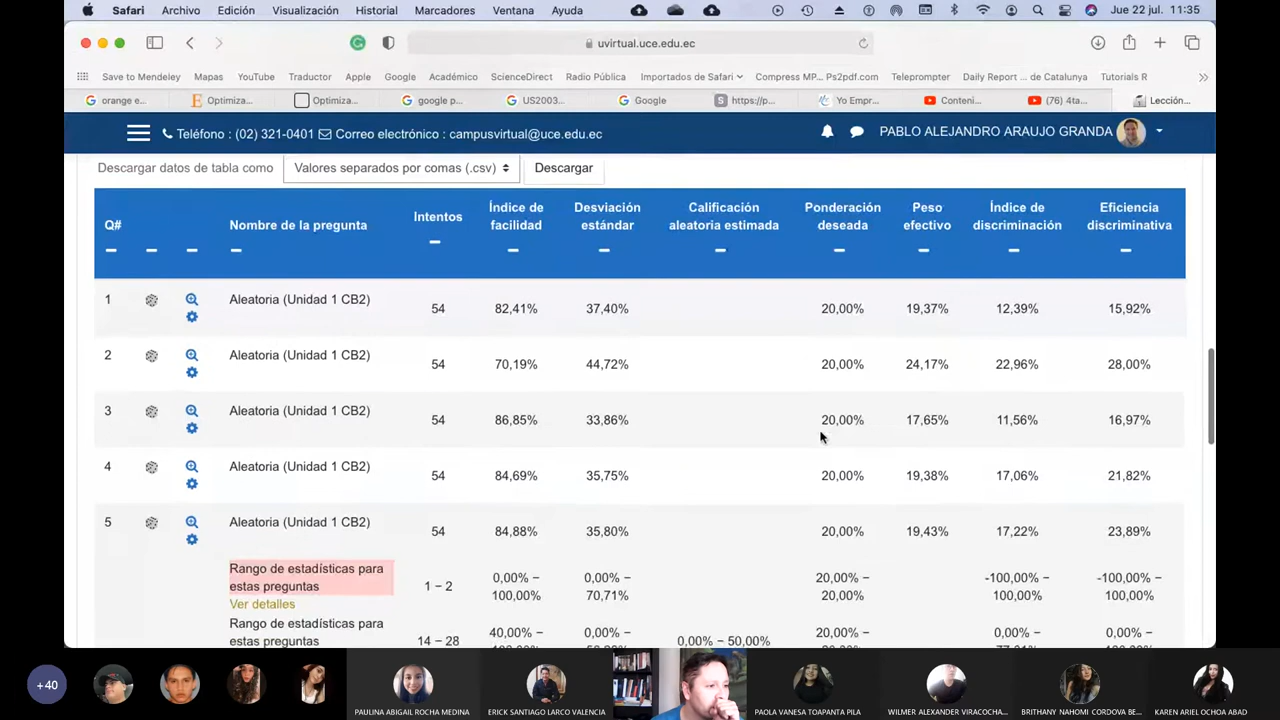 Safari Archivo Edición Visualización Historial Marcadores Ventana Ayuda Jue 22 jul. 11:35
uvirtual.uce.edu.ec
Save to Mendeley Mapas YouTube Traductor Apple Google Académico ScienceDirect Radio Pública Importados de Safari Compress MP... Ps2pdf.com Teleprompter Daily Report ... de Catalunya Tutorials R
orange e... Optimiza... Optimiza... google p... US2003... Google https://p... Yo Empr... Conteni... (76) 4ta... Lección...
Teléfono : (02) 321-0401 Correo electrónico : campusvirtual@uce.edu.ec PABLO ALEJANDRO ARAUJO GRANDA
Descargar datos de tabla como Valores separados por comas (.csv) Descargar
Q# Nombre de la pregunta Intentos Índice de facilidad Desviación estándar Calificación aleatoria estimada Ponderación deseada Peso efectivo Índice de discriminación Eficiencia discriminativa
1 Aleatoria (Unidad 1 CB2) 54 82,41% 37,40% 20,00% 19,37% 12,39% 15,92%
2 Aleatoria (Unidad 1 CB2) 54 70,19% 44,72% 20,00% 24,17% 22,96% 28,00%
3 Aleatoria (Unidad 1 CB2) 54 86,85% 33,86% 20,00% 17,65% 11,56% 16,97%
4 Aleatoria (Unidad 1 CB2) 54 84,69% 35,75% 20,00% 19,38% 17,06% 21,82%
5 Aleatoria (Unidad 1 CB2) 54 84,88% 35,80% 20,00% 19,43% 17,22% 23,89%
Rango de estadísticas para 0,00% – 0,00% – 20,00% – -100,00% – -100,00% –
estas preguntas 1 – 2 100,00% 70,71% 20,00% 100,00% 100,00%
Ver detalles
Rango de estadísticas para 40,00% – 0,00% – 20,00% – 0,00% – 0,00% –
estas preguntas 14 – 28 0,00% – 50,00%
+40 PAULINA ABIGAIL ROCHA MEDINA ERICK SANTIAGO LARCO VALENCIA PAOLA VANESA TOAPANTA PILA WILMER ALEXANDER VIRACOCHA... BRITHANY NAHOMI CORDOVA BE... KAREN ARIEL OCHOA ABAD